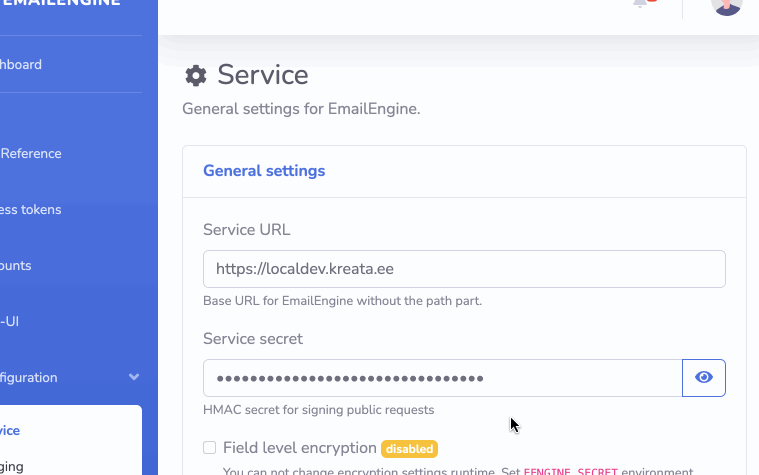 EMAILENGINE
hboard
Reference
ess tokens
ounts
-UI
figuration
vice
ging
Service
General settings for EmailEngine.
General settings
Service URL
https://localdev.kreata.ee
Base URL for EmailEngine without the path part.
Service secret
••••••••••••••••••••••••••••••••
HMAC secret for signing public requests
Field level encryption disabled
You can not change encryption settings runtime. Set EENGINE_SECRET environment